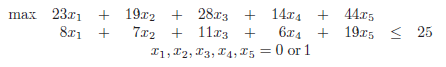 max 23x₁ + 19x₂ + 28x₃ + 14x₄ + 44x₅
8x₁ + 7x₂ + 11x₃ + 6x₄ + 19x₅ ≤ 25
x₁, x₂, x₃, x₄, x₅ = 0 or 1